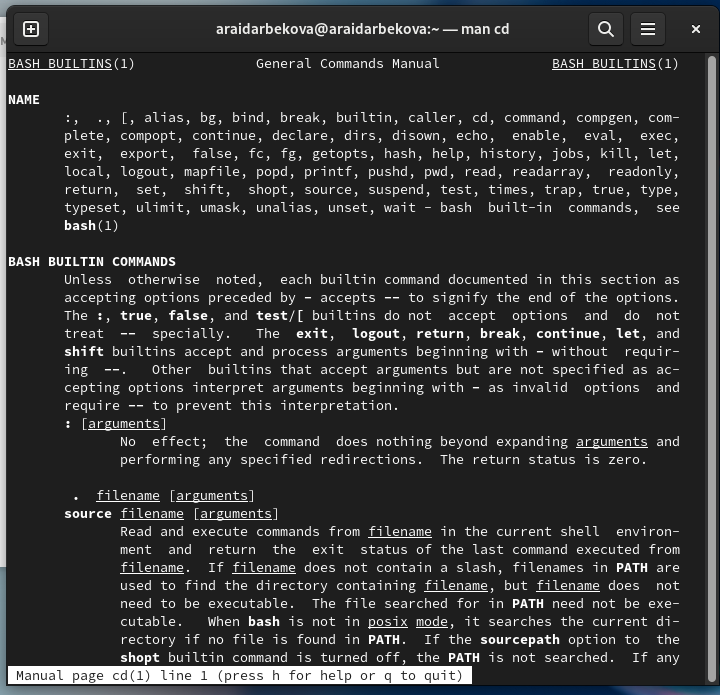 araidarbekova@araidarbekova:~ — man cd
BASH_BUILTINS(1) General Commands Manual BASH_BUILTINS(1)
NAME
:, ., [, alias, bg, bind, break, builtin, caller, cd, command, compgen, com-
plete, compopt, continue, declare, dirs, disown, echo, enable, eval, exec,
exit, export, false, fc, fg, getopts, hash, help, history, jobs, kill, let,
local, logout, mapfile, popd, printf, pushd, pwd, read, readarray, readonly,
return, set, shift, shopt, source, suspend, test, times, trap, true, type,
typeset, ulimit, umask, unalias, unset, wait - bash built-in commands, see
bash(1)
BASH BUILTIN COMMANDS
Unless otherwise noted, each builtin command documented in this section as
accepting options preceded by - accepts -- to signify the end of the options.
The :, true, false, and test/[ builtins do not accept options and do not
treat -- specially. The exit, logout, return, break, continue, let, and
shift builtins accept and process arguments beginning with - without requir-
ing --. Other builtins that accept arguments but are not specified as ac-
cepting options interpret arguments beginning with - as invalid options and
require -- to prevent this interpretation.
: [arguments]
No effect; the command does nothing beyond expanding arguments and
performing any specified redirections. The return status is zero.
. filename [arguments]
source filename [arguments]
Read and execute commands from filename in the current shell environ-
ment and return the exit status of the last command executed from
filename. If filename does not contain a slash, filenames in PATH are
used to find the directory containing filename, but filename does not
need to be executable. The file searched for in PATH need not be exe-
cutable. When bash is not in posix mode, it searches the current di-
rectory if no file is found in PATH. If the sourcepath option to the
shopt builtin command is turned off, the PATH is not searched. If any
Manual page cd(1) line 1 (press h for help or q to quit)